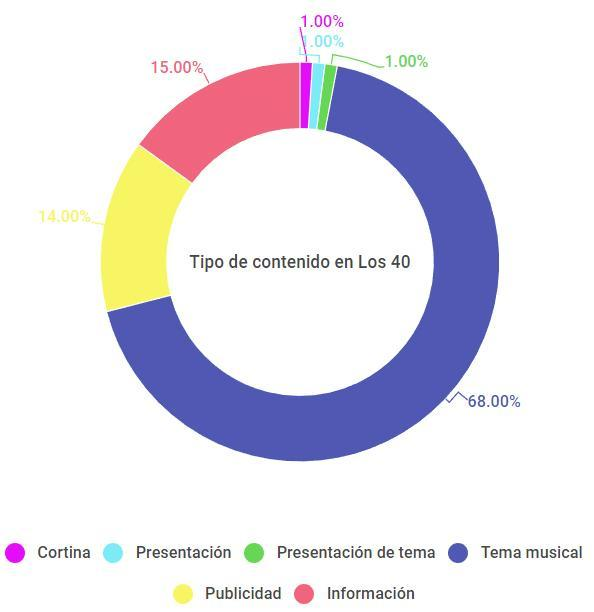 1.00%
1.00%
1.00%
15.00%
14.00%
Tipo de contenido en Los 40
68.00%
Cortina Presentación Presentación de tema Tema musical
Publicidad Información